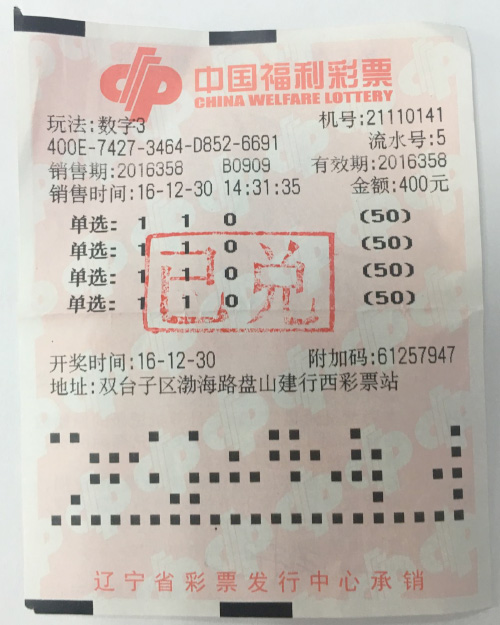 中国福利彩票
CHINA WELFARE LOTTERY
玩法:数字3 机号:21110141
400E-7427-3464-D852-6691 流水号:5
销售期:2016358 B0909 有效期:2016358
销售时间:16-12-30 14:31:35 金额:400元
单选: 1 1 0 (50)
单选: 1 1 0 (50)
单选: 1 1 0 (50)
单选: 1 1 0 (50)
已兑
开奖时间:16-12-30 附加码:61257947
地址:双台子区渤海路盘山建行西彩票站
辽宁省彩票发行中心承销